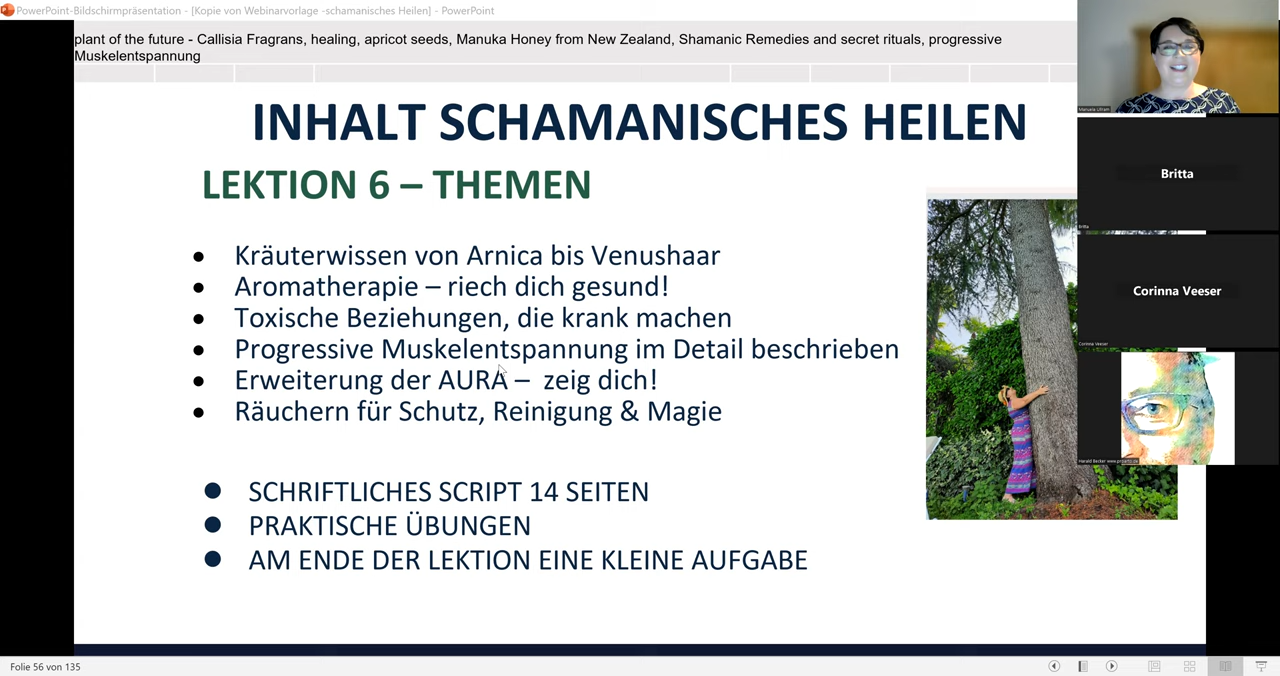 PowerPoint-Bildschirmpräsentation - [Kopie von Webinarvorlage -schamanisches Heilen] - PowerPoint
plant of the future - Callisia Fragrans, healing, apricot seeds, Manuka Honey from New Zealand, Shamanic Remedies and secret rituals, progressive
Muskelentspannung
INHALT SCHAMANISCHES HEILEN
LEKTION 6 – THEMEN
• Kräuterwissen von Arnica bis Venushaar
• Aromatherapie – riech dich gesund!
• Toxische Beziehungen, die krank machen
• Progressive Muskelentspannung im Detail beschrieben
• Erweiterung der AURA – zeig dich!
• Räuchern für Schutz, Reinigung & Magie
● SCHRIFTLICHES SCRIPT 14 SEITEN
● PRAKTISCHE ÜBUNGEN
● AM ENDE DER LEKTION EINE KLEINE AUFGABE
Britta
Britta
Corinna Veeser
Corinna Veeser
Folie 56 von 135